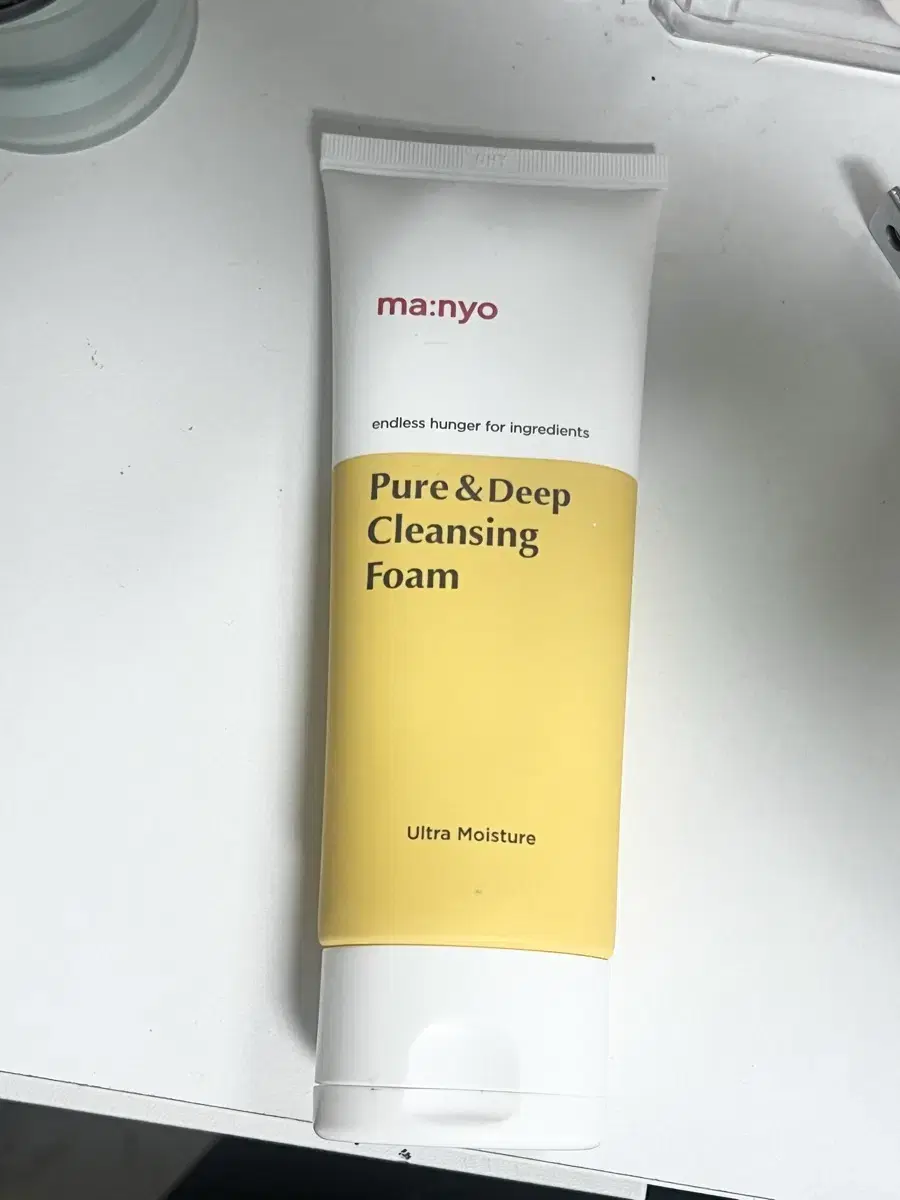 ma:nyo
endless hunger for ingredients
Pure & Deep
Cleansing
Foam
Ultra Moisture